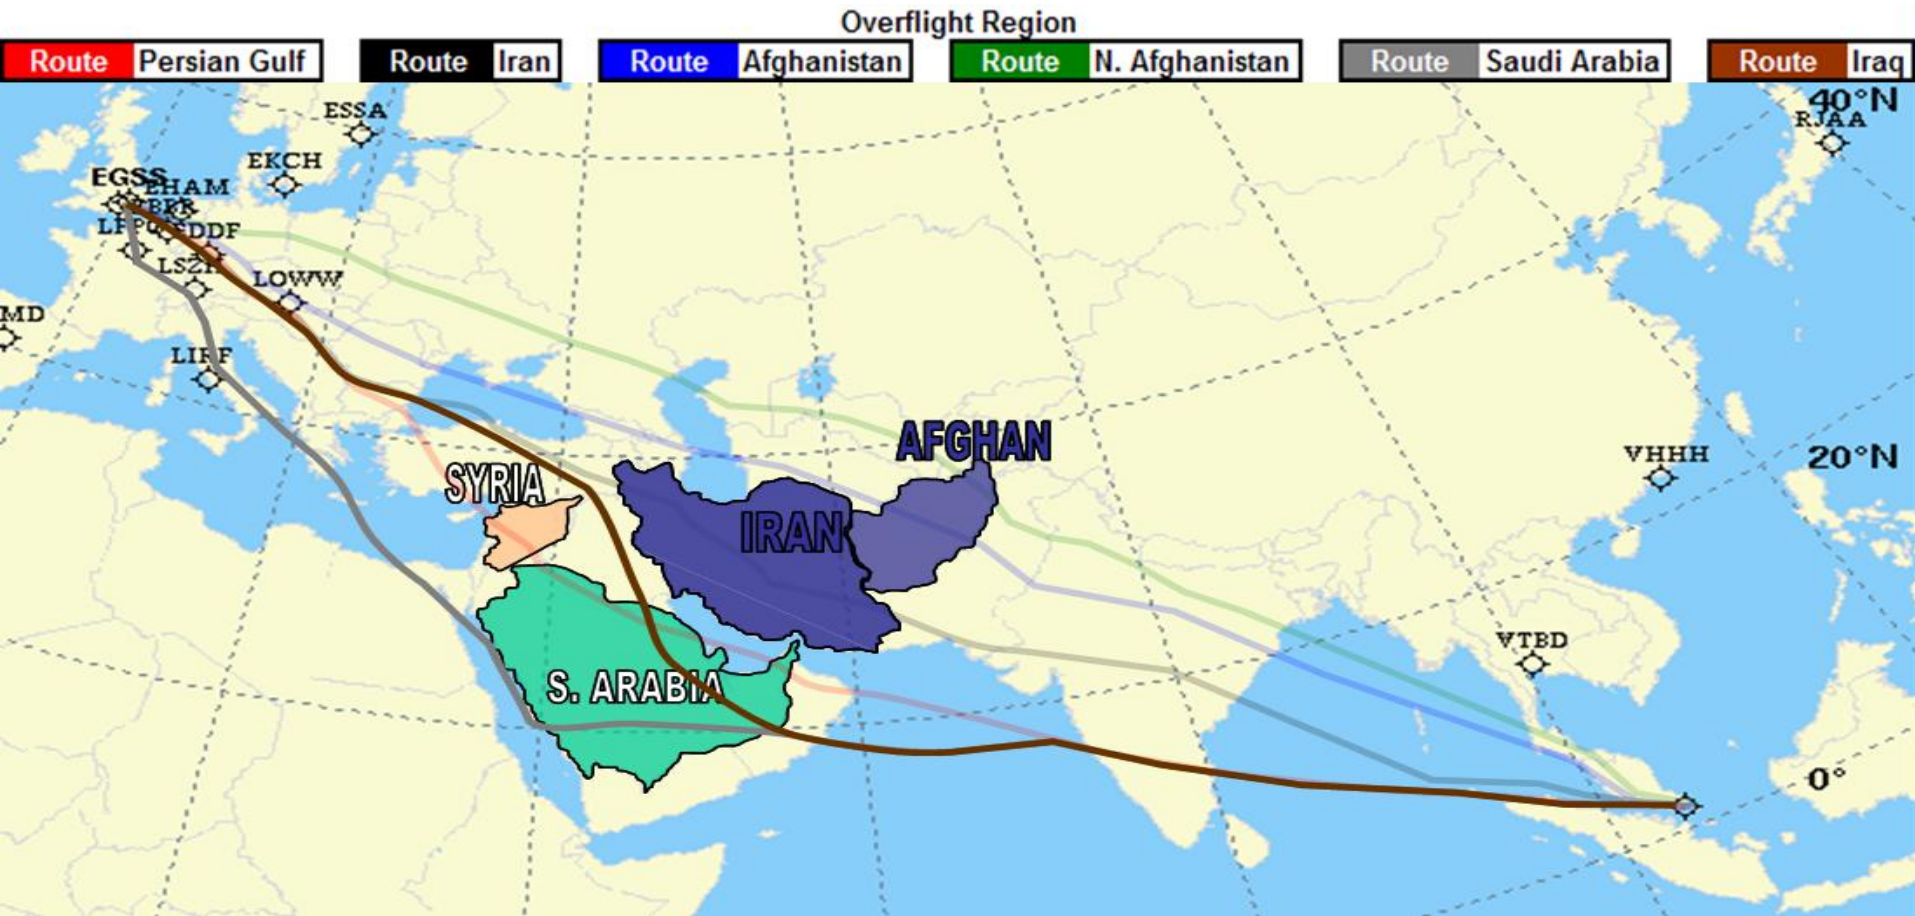 Overflight Region
Route Persian Gulf Route Iran Route Afghanistan Route N. Afghanistan Route Saudi Arabia Route Iraq
40°N
ESSA
RJAA
EKCH
EGSS
EHAM
DDF
LSZH
LOWW
MD
LIRF
AFGHAN
VHHH
20°N
SYRIA
IRAN
VTBD
S. ARABIA
0°